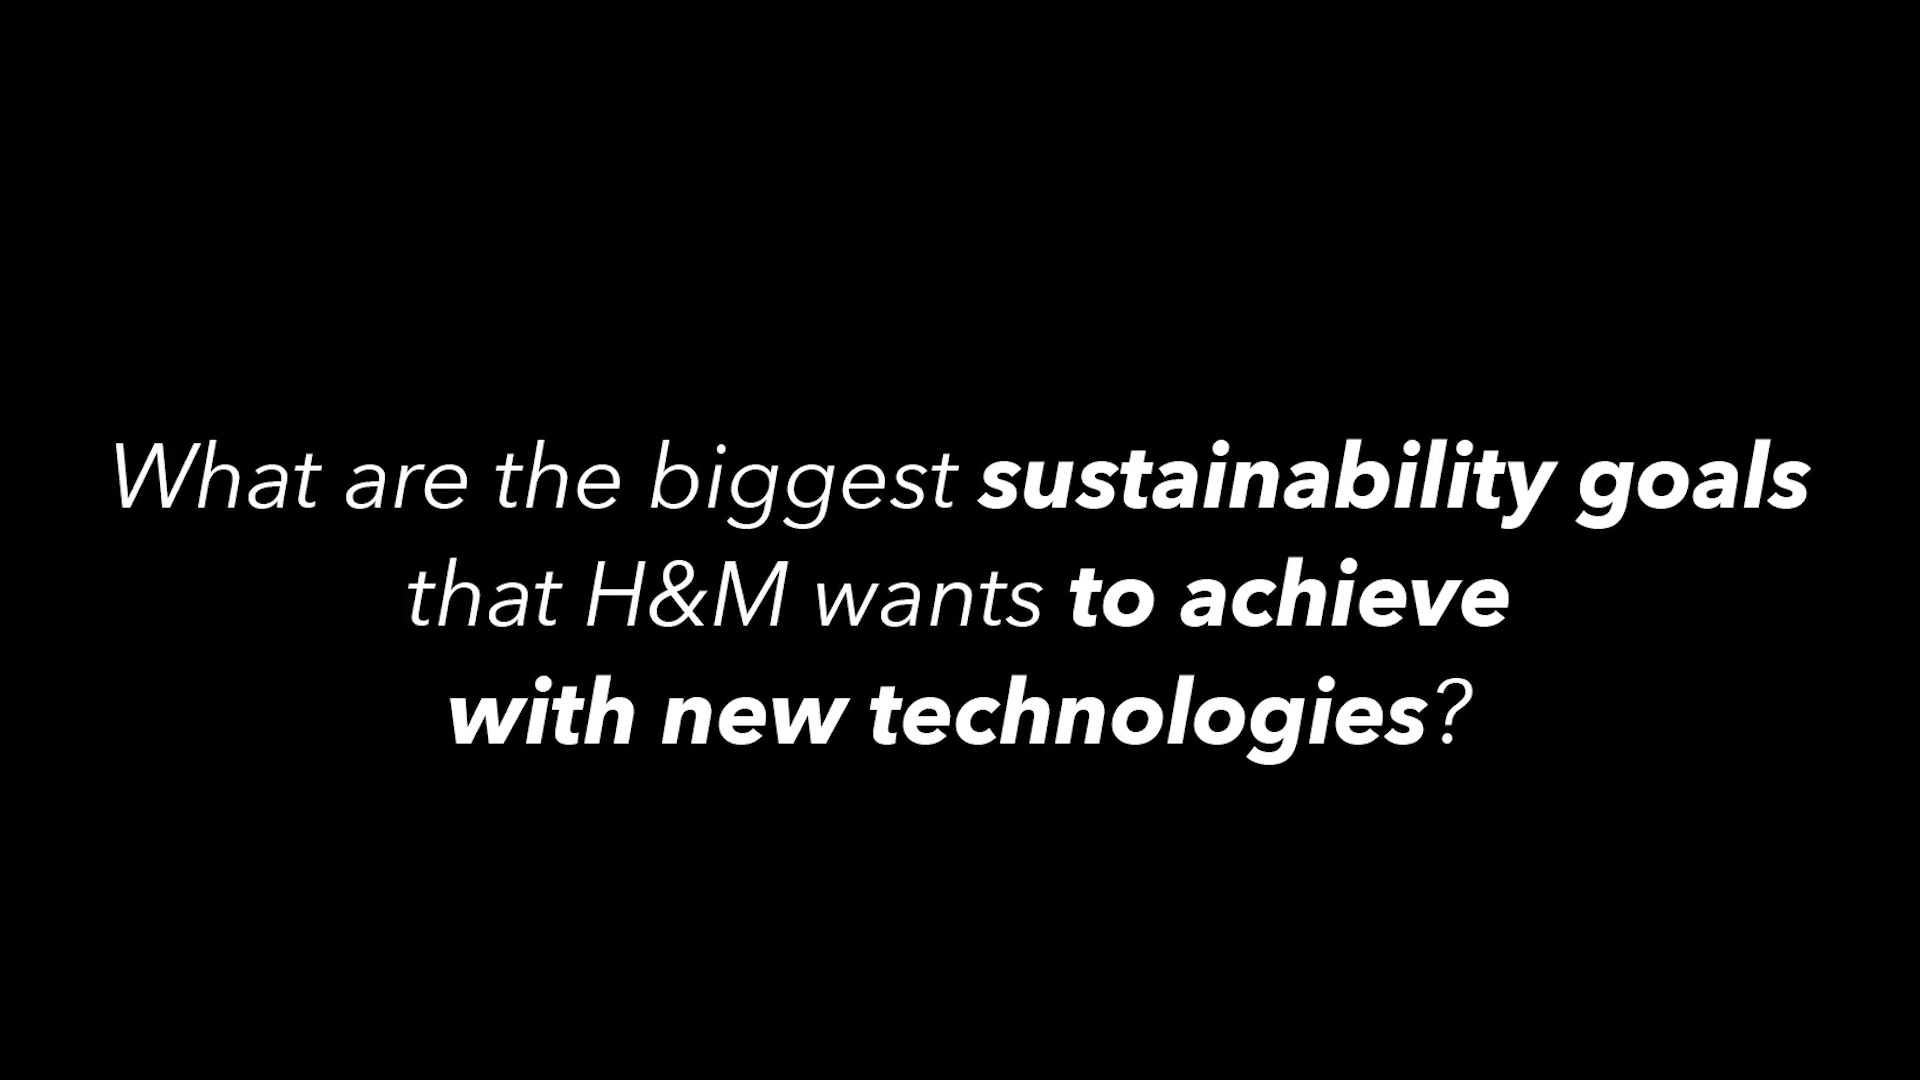 What are the biggest sustainability goals
that H&M wants to achieve
with new technologies?